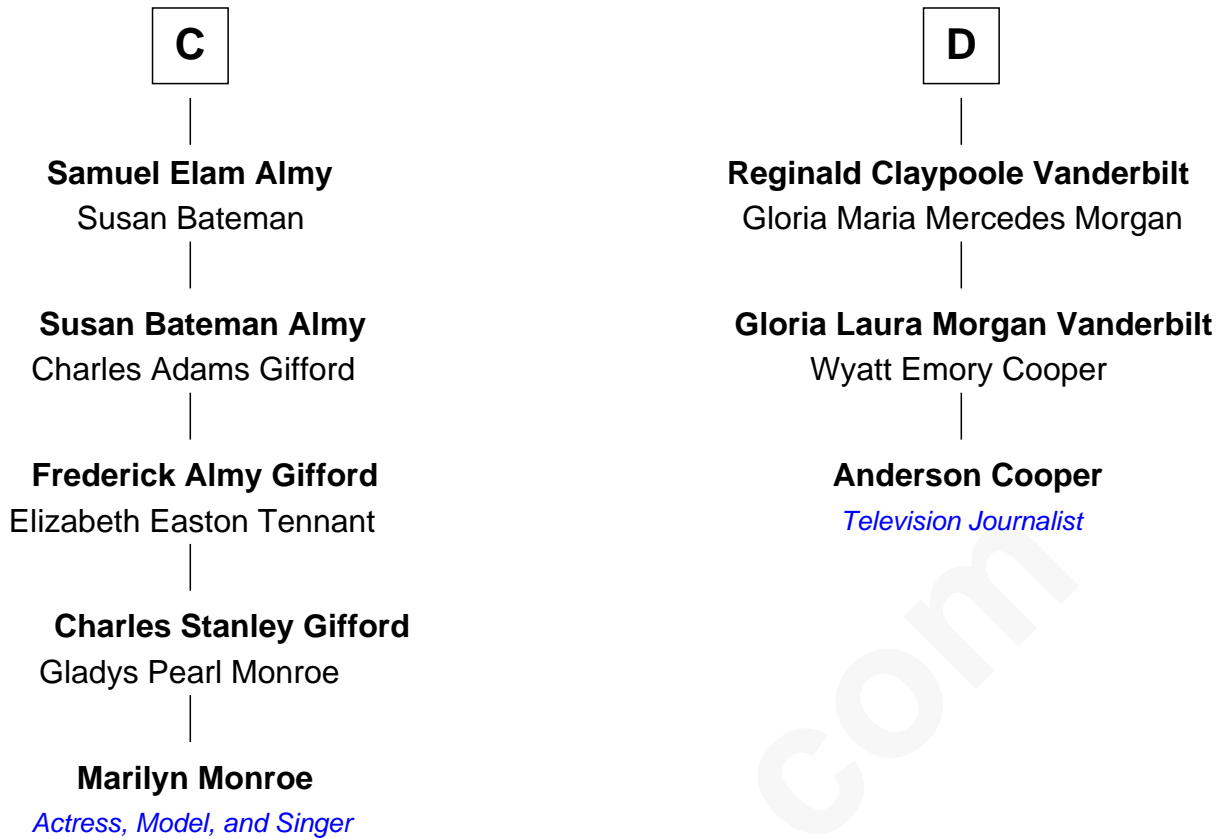 C
Samuel Elam Almy
Susan Bateman
Susan Bateman Almy
Charles Adams Gifford
Frederick Almy Gifford
Elizabeth Easton Tennant
Charles Stanley Gifford
Gladys Pearl Monroe
Marilyn Monroe
Actress, Model, and Singer
D
Reginald Claypoole Vanderbilt
Gloria Maria Mercedes Morgan
Gloria Laura Morgan Vanderbilt
Wyatt Emory Cooper
Anderson Cooper
Television Journalist
com